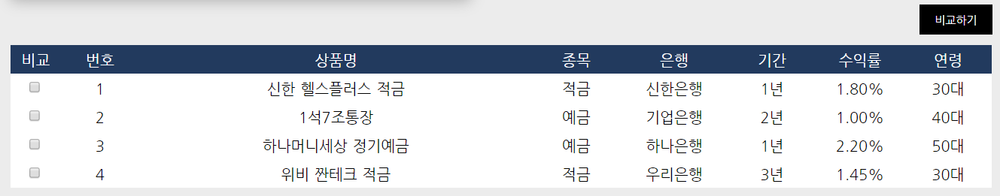 비교하기
비교 번호 상품명 종목 은행 기간 수익률 연령
1 신한 헬스플러스 적금 적금 신한은행 1년 1.80% 30대
2 1석7조통장 예금 기업은행 2년 1.00% 40대
3 하나머니세상 정기예금 예금 하나은행 1년 2.20% 50대
4 위비 짠테크 적금 적금 우리은행 3년 1.45% 30대